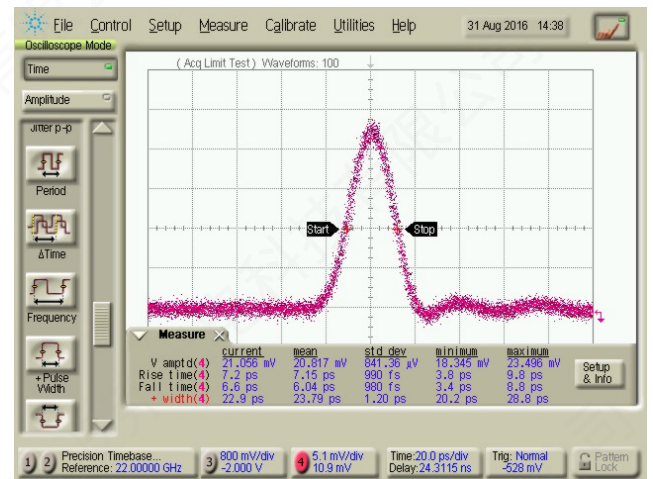 File Control Setup Measure Calibrate Utilities Help 31 Aug 2016 14:38
Oscilloscope Mode
Time
Amplitude
Jitter p-p
Period
ΔTime
Frequency
+ Pulse
Width
( Acq Limit Test ) Waveforms: 100
Start Stop
Measure
current mean std dev minimum maximum
V amptd(4) 21.056 mV 20.817 mV 841.36 µV 18.345 mV 23.496 mV
Rise time(4) 7.2 ps 7.15 ps 990 fs 3.8 ps 9.8 ps
Fall time(4) 6.6 ps 6.04 ps 980 fs 3.4 ps 8.8 ps
+ width(4) 22.9 ps 23.79 ps 1.20 ps 20.2 ps 28.8 ps
Setup
& Info
1 2 Precision Timebase...
Reference: 22.00000 GHz
3 800 mV/div
-2.000 V
4 5.1 mV/div
10.9 mV
Time:20.0 ps/div
Delay:24.3115 ns
Trig: Normal
-528 mV
Pattern
Lock